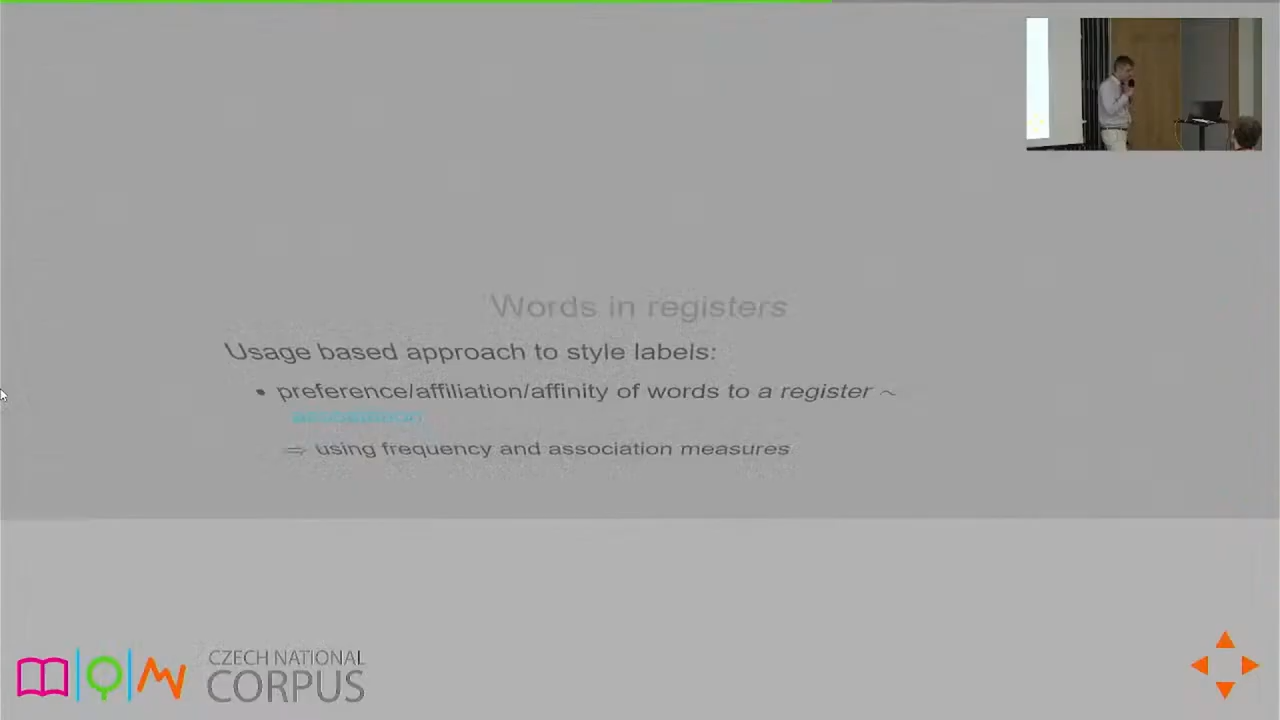 Words in registers
Usage based approach to style labels:
• preference/affiliation/affinity of words to a register ~
⇒ using frequency and association measures
CZECH NATIONAL
CORPUS